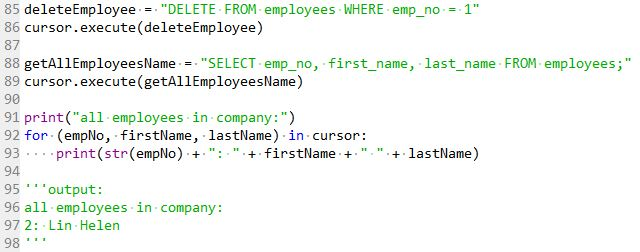 85 deleteEmployee = "DELETE FROM employees WHERE emp_no = 1"
86 cursor.execute(deleteEmployee)
87
88 getAllEmployeesName = "SELECT emp_no, first_name, last_name FROM employees;"
89 cursor.execute(getAllEmployeesName)
90
91 print("all employees in company:")
92 for (empNo, firstName, lastName) in cursor:
93     print(str(empNo) + ": " + firstName + " " + lastName)
94
95 '''output:
96 all employees in company:
97 2: Lin Helen
98 '''